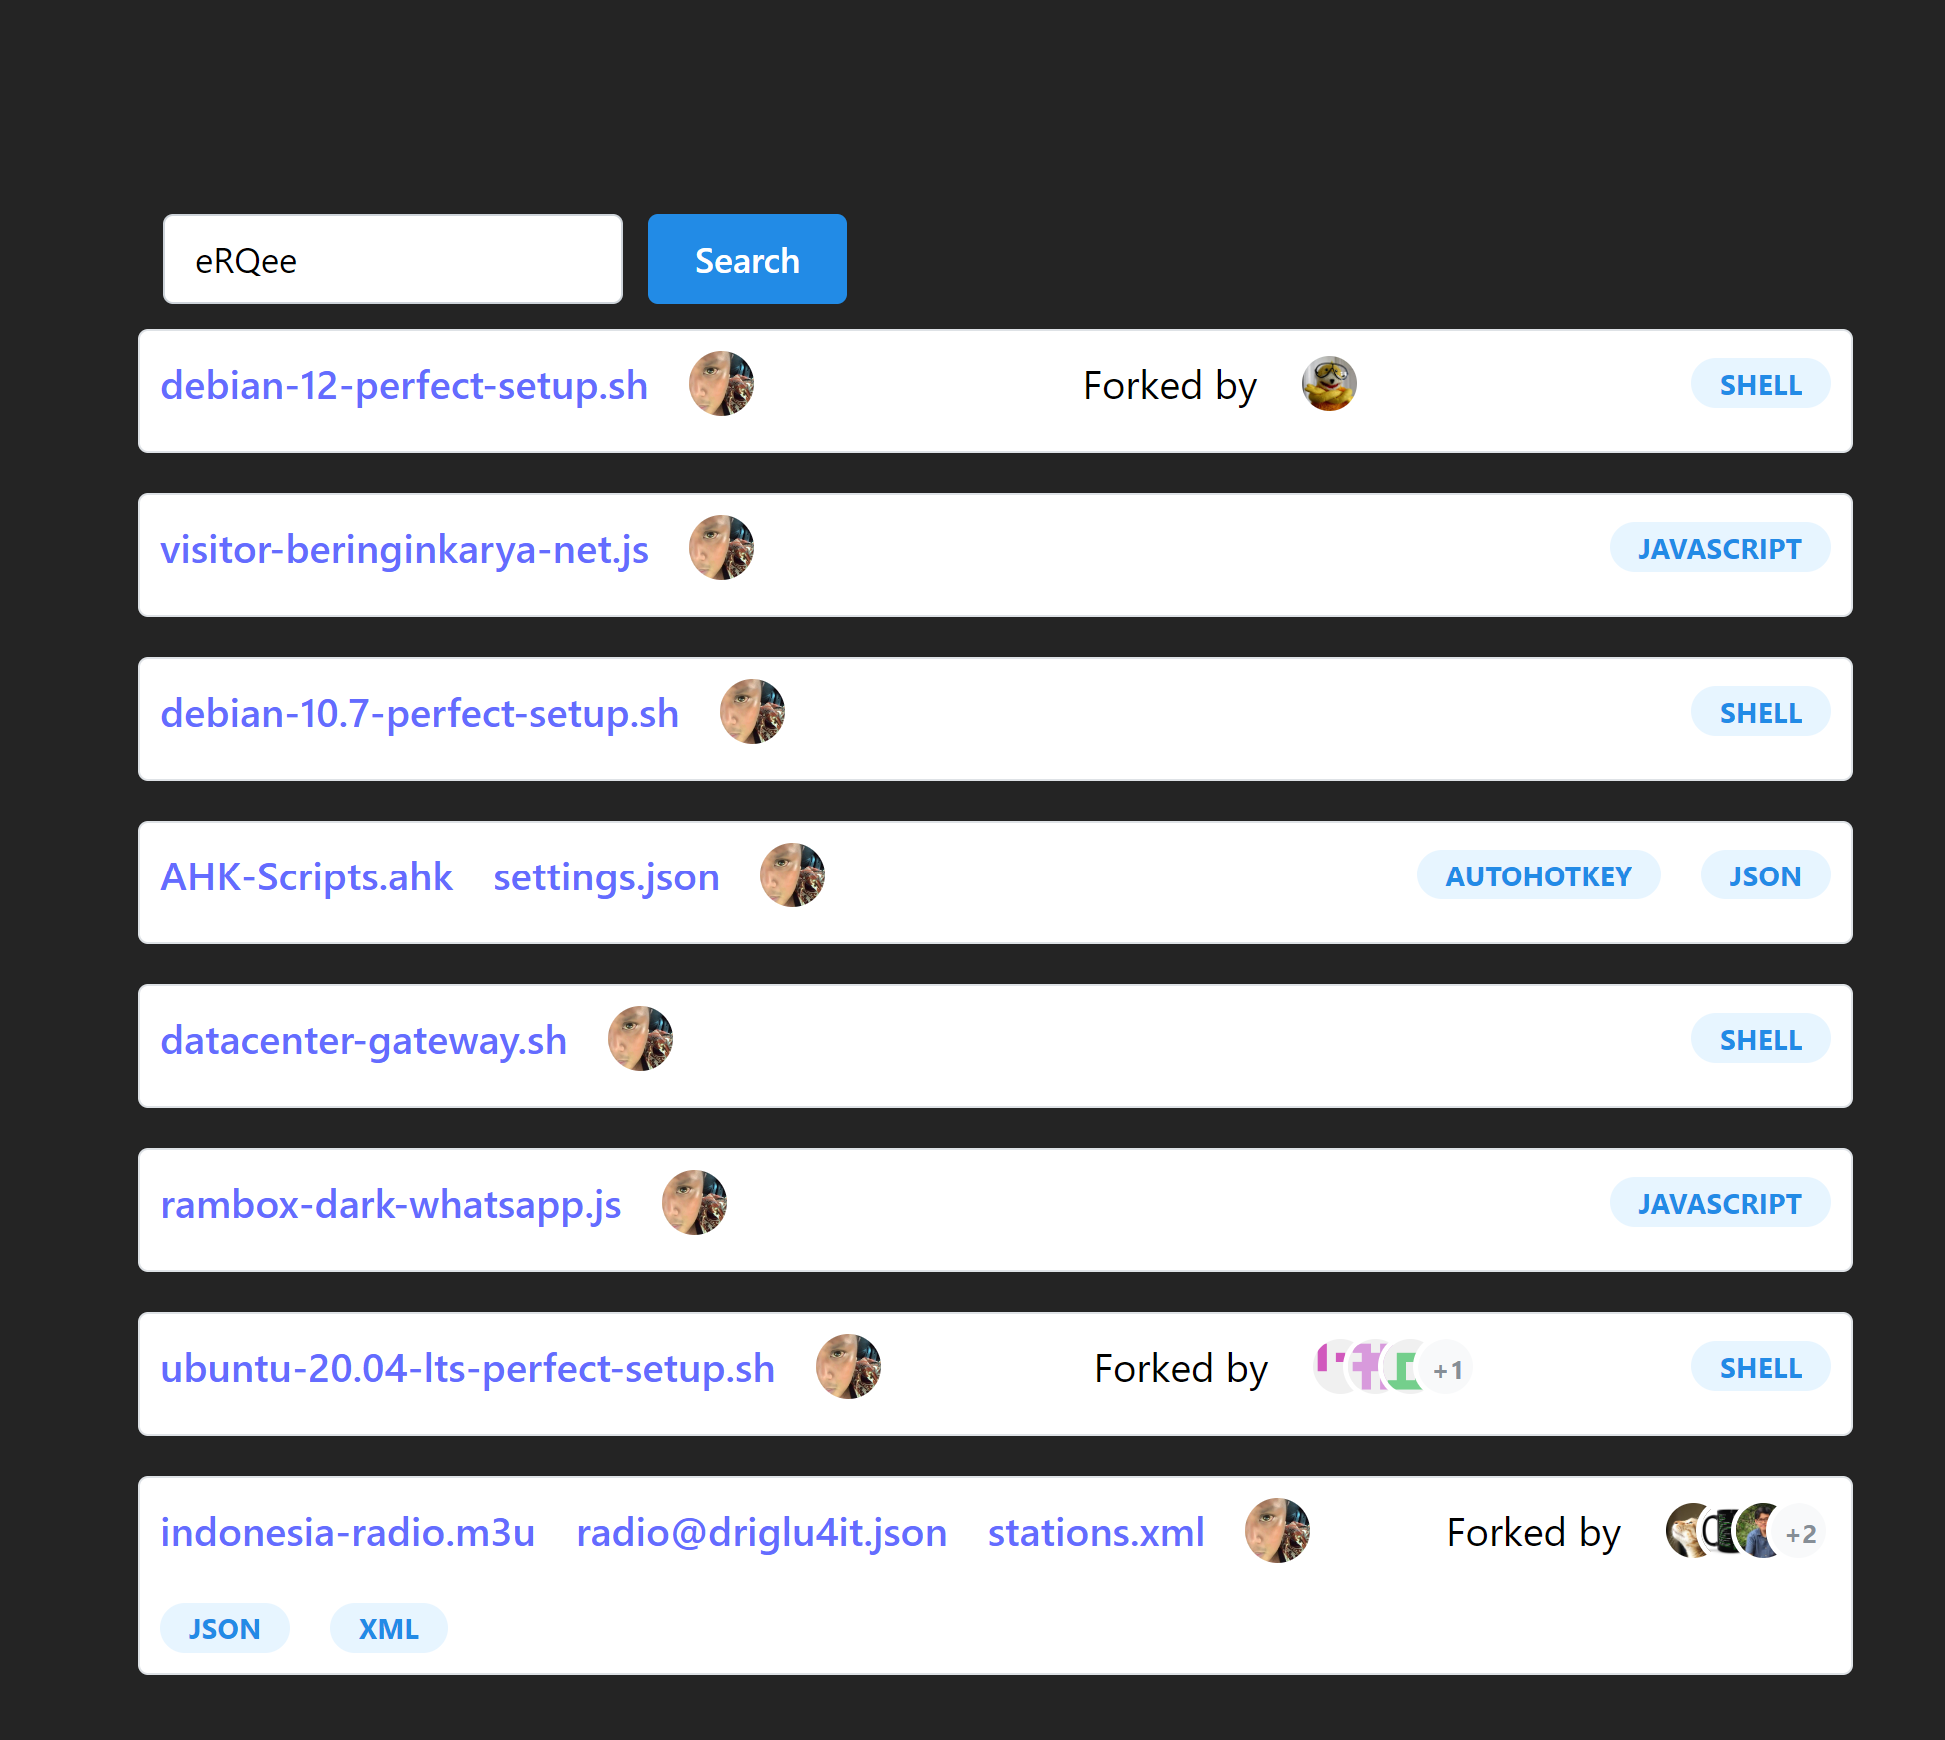 eRQee Search
debian-12-perfect-setup.sh Forked by SHELL
visitor-beringinkarya-net.js JAVASCRIPT
debian-10.7-perfect-setup.sh SHELL
AHK-Scripts.ahk settings.json AUTOHOTKEY JSON
datacenter-gateway.sh SHELL
rambox-dark-whatsapp.js JAVASCRIPT
ubuntu-20.04-lts-perfect-setup.sh Forked by +1 SHELL
indonesia-radio.m3u radio@driglu4it.json stations.xml Forked by +2
JSON XML